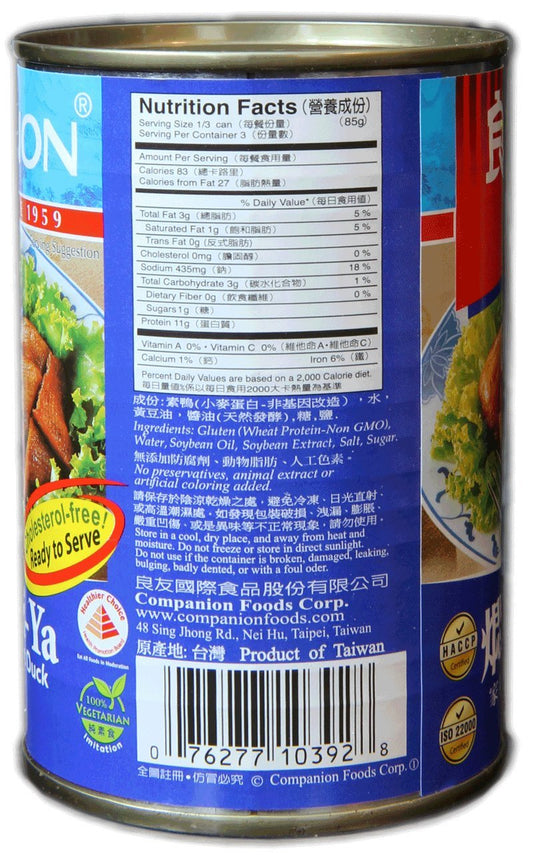 ON®
1959
Suggestion
Cholesterol-free!
Ready to Serve
-Ya
Duck
Healthier Choice
Eat All Foods in Moderation
100%
VEGETARIAN
純素食
Imitation
Nutrition Facts (營養成份)
Serving Size 1/3 can (每餐份量) (85g)
Serving Per Container 3 (份量數)
Amount Per Serving (每餐食用量)
Calories 83 (總卡路里)
Calories from Fat 27 (脂肪熱量)
% Daily Value* (每日食用值)
Total Fat 3g (總脂肪) 5%
Saturated Fat 1g (飽和脂肪) 5%
Trans Fat 0g (反式脂肪)
Cholesterol 0mg (膽固醇) 0%
Sodium 435mg (鈉) 18%
Total Carbohydrate 3g (碳水化合物) 1%
Dietary Fiber 0g (飲食纖維) 0%
Sugars 1g (糖)
Protein 11g (蛋白質)
Vitamin A 0% · Vitamin C 0% (維他命A·維他命C)
Calcium 1% (鈣) Iron 6% (鐵)
Percent Daily Values are based on a 2,000 Calorie diet.
每日量值%係以每日食用2000大卡熱量為基準
成份:素鴨(小麥蛋白-非基因改造),水,
黃豆油,醬油(天然發酵),糖,鹽.
Ingredients: Gluten (Wheat Protein-Non GMO),
Water, Soybean Oil, Soybean Extract, Salt, Sugar.
無添加防腐劑、動物脂肪、人工色素。
No preservatives, animal extract or
artificial coloring added.
請保存於陰涼乾燥之處,避免冷凍、日光直射、
或高溫潮濕處,如發現包裝破損、洩漏、膨脹、
嚴重凹傷、或是異味等不正常現象,請勿使用。
Store in a cool, dry place, and away from heat and
moisture. Do not freeze or store in direct sunlight.
Do not use if the container is broken, damaged, leaking,
bulging, badly dented, or with a foul oder.
良友國際食品股份有限公司
Companion Foods Corp.
www.companionfoods.com
48 Sing Jhong Rd., Nei Hu, Taipei, Taiwan
原產地: 台灣 Product of Taiwan
0 76277 10392 8
全圖註冊·仿冒必究 © Companion Foods Corp. ①
良
HACCP
Certified
ISO 22000
Certified